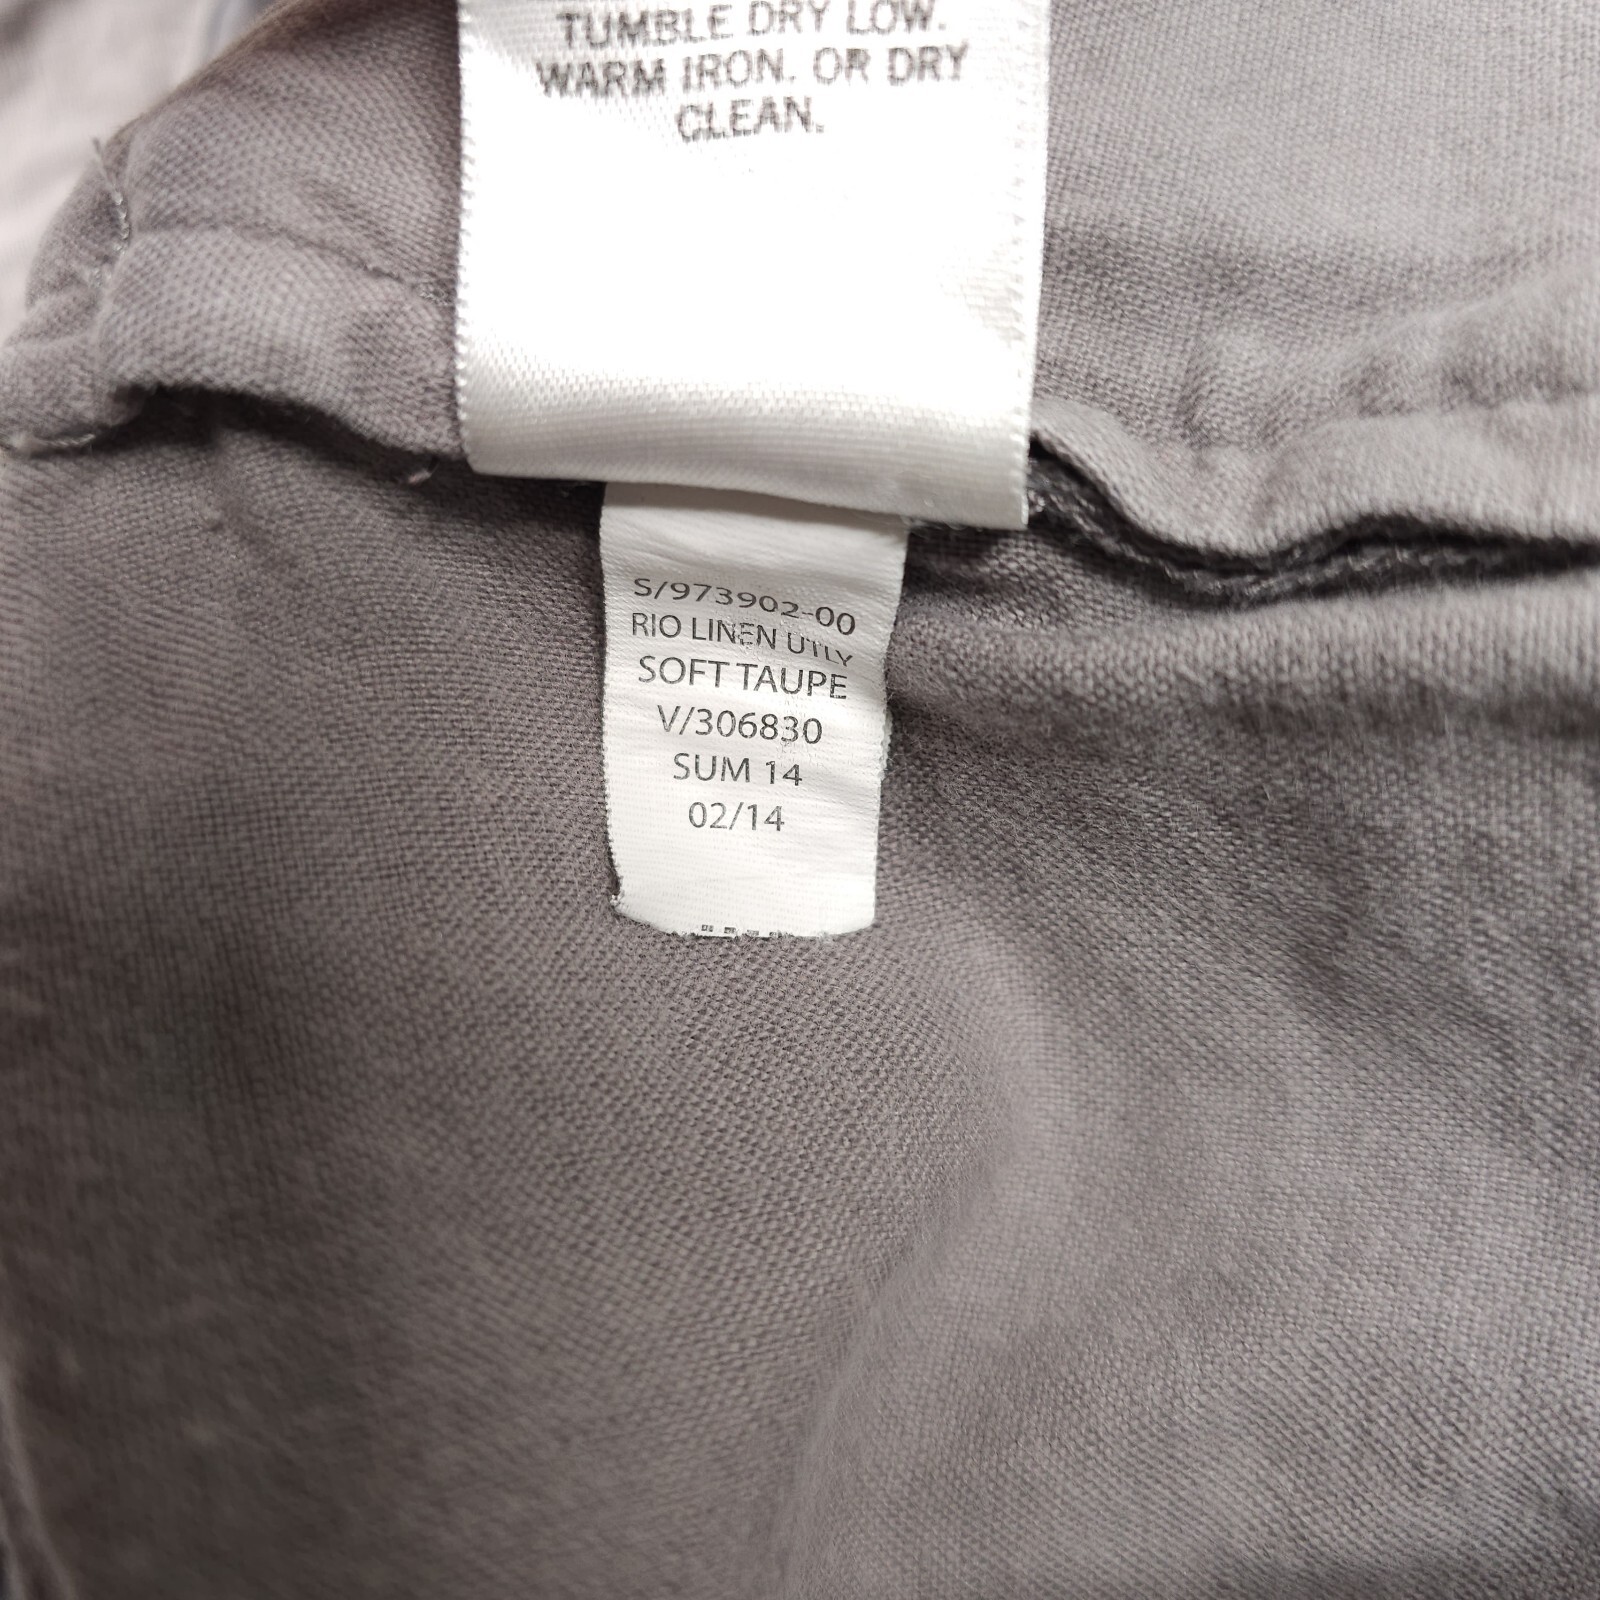 TUMBLE DRY LOW.
WARM IRON. OR DRY
CLEAN.
S/973902-00
RIO LINEN UTLY
SOFT TAUPE
V/306830
SUM 14
02/14